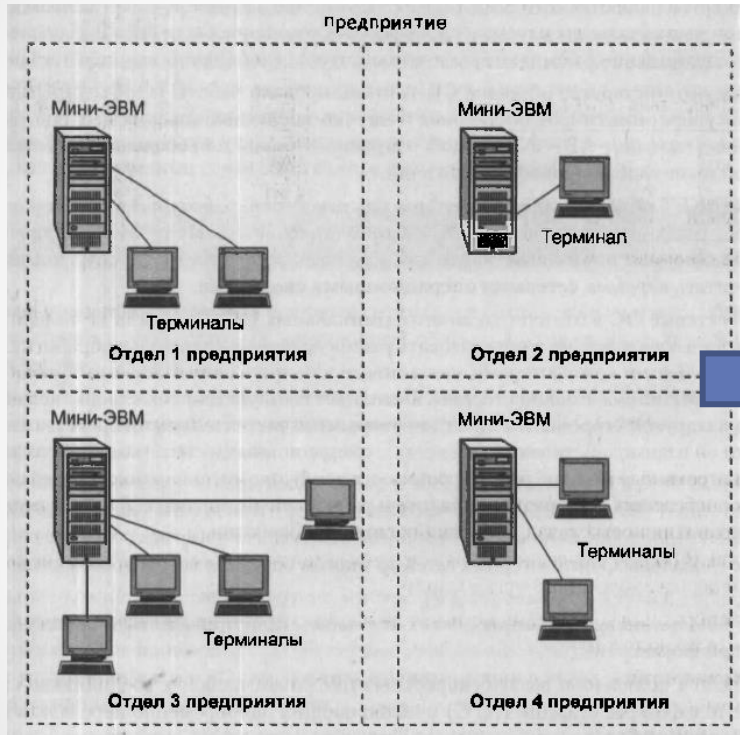 предприятие
Мини-ЭВМ
Терминалы
Отдел 1 предприятия
Мини-ЭВМ
Терминал
Отдел 2 предприятия
Мини-ЭВМ
Терминалы
Отдел 3 предприятия
Мини-ЭВМ
Терминалы
Отдел 4 предприятия